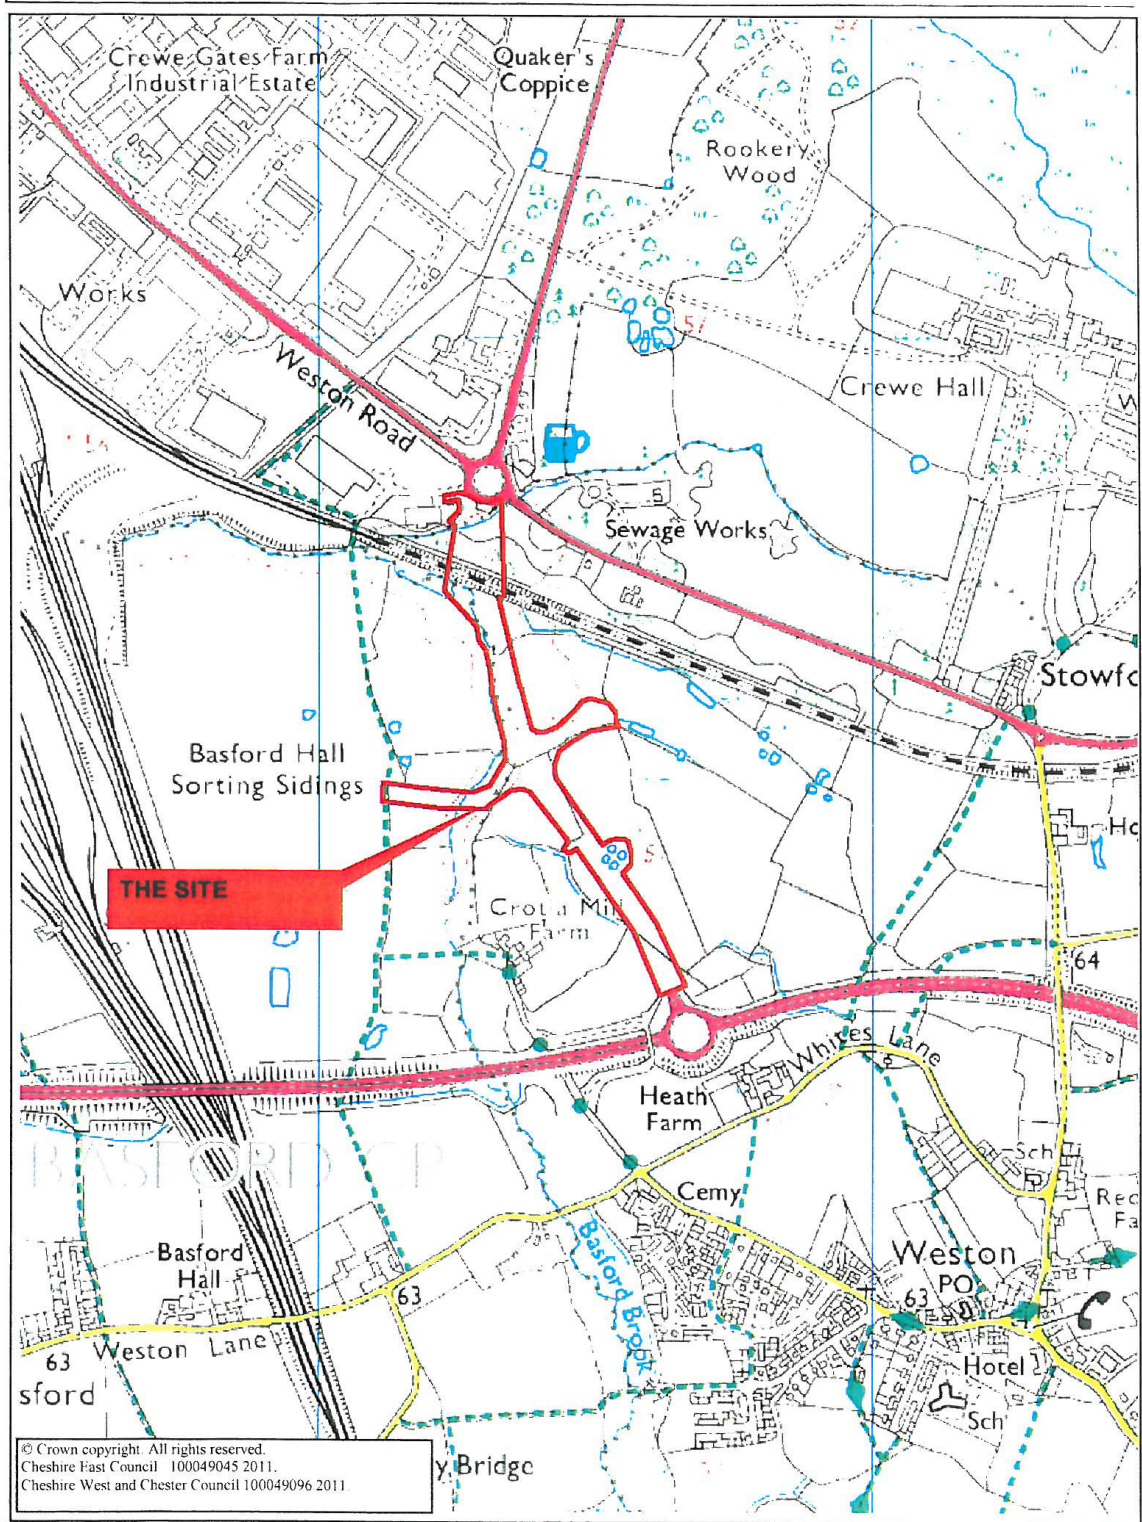 Crewe Gates Farm
Industrial Estate
Quaker's
Coppice
Rookery
Wood
Works
57
Weston Road
Crewe Hall
Sewage Works
Basford Hall
Sorting Sidings
THE SITE
Farm
64
Whites Lane
Heath
Farm
Sch
BASFORD CP
Cemy
Basford Brook
Weston
PO
Basford
Hall
63
63
63
Weston Lane
sford
Hotel
Sch
y Bridge
© Crown copyright. All rights reserved.
Cheshire East Council 100049045 2011.
Cheshire West and Chester Council 100049096 2011.